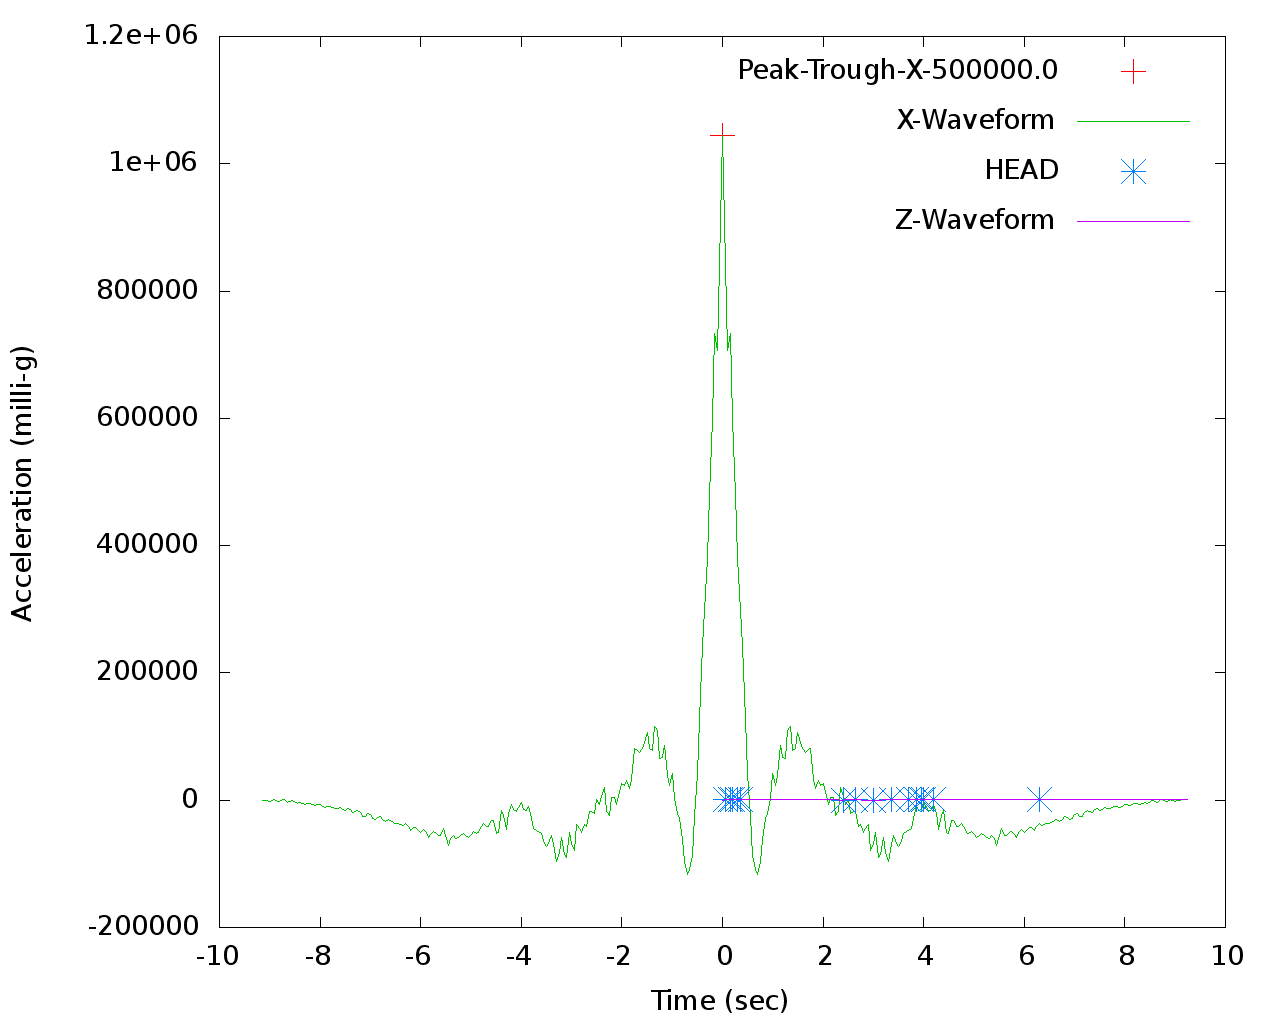 1.2e+06
1e+06
800000
600000
400000
200000
0
-200000
-10
-8
-6
-4
-2
0
2
4
6
8
10
Time (sec)
Acceleration (milli-g)
Peak-Trough-X-500000.0
X-Waveform
HEAD
Z-Waveform